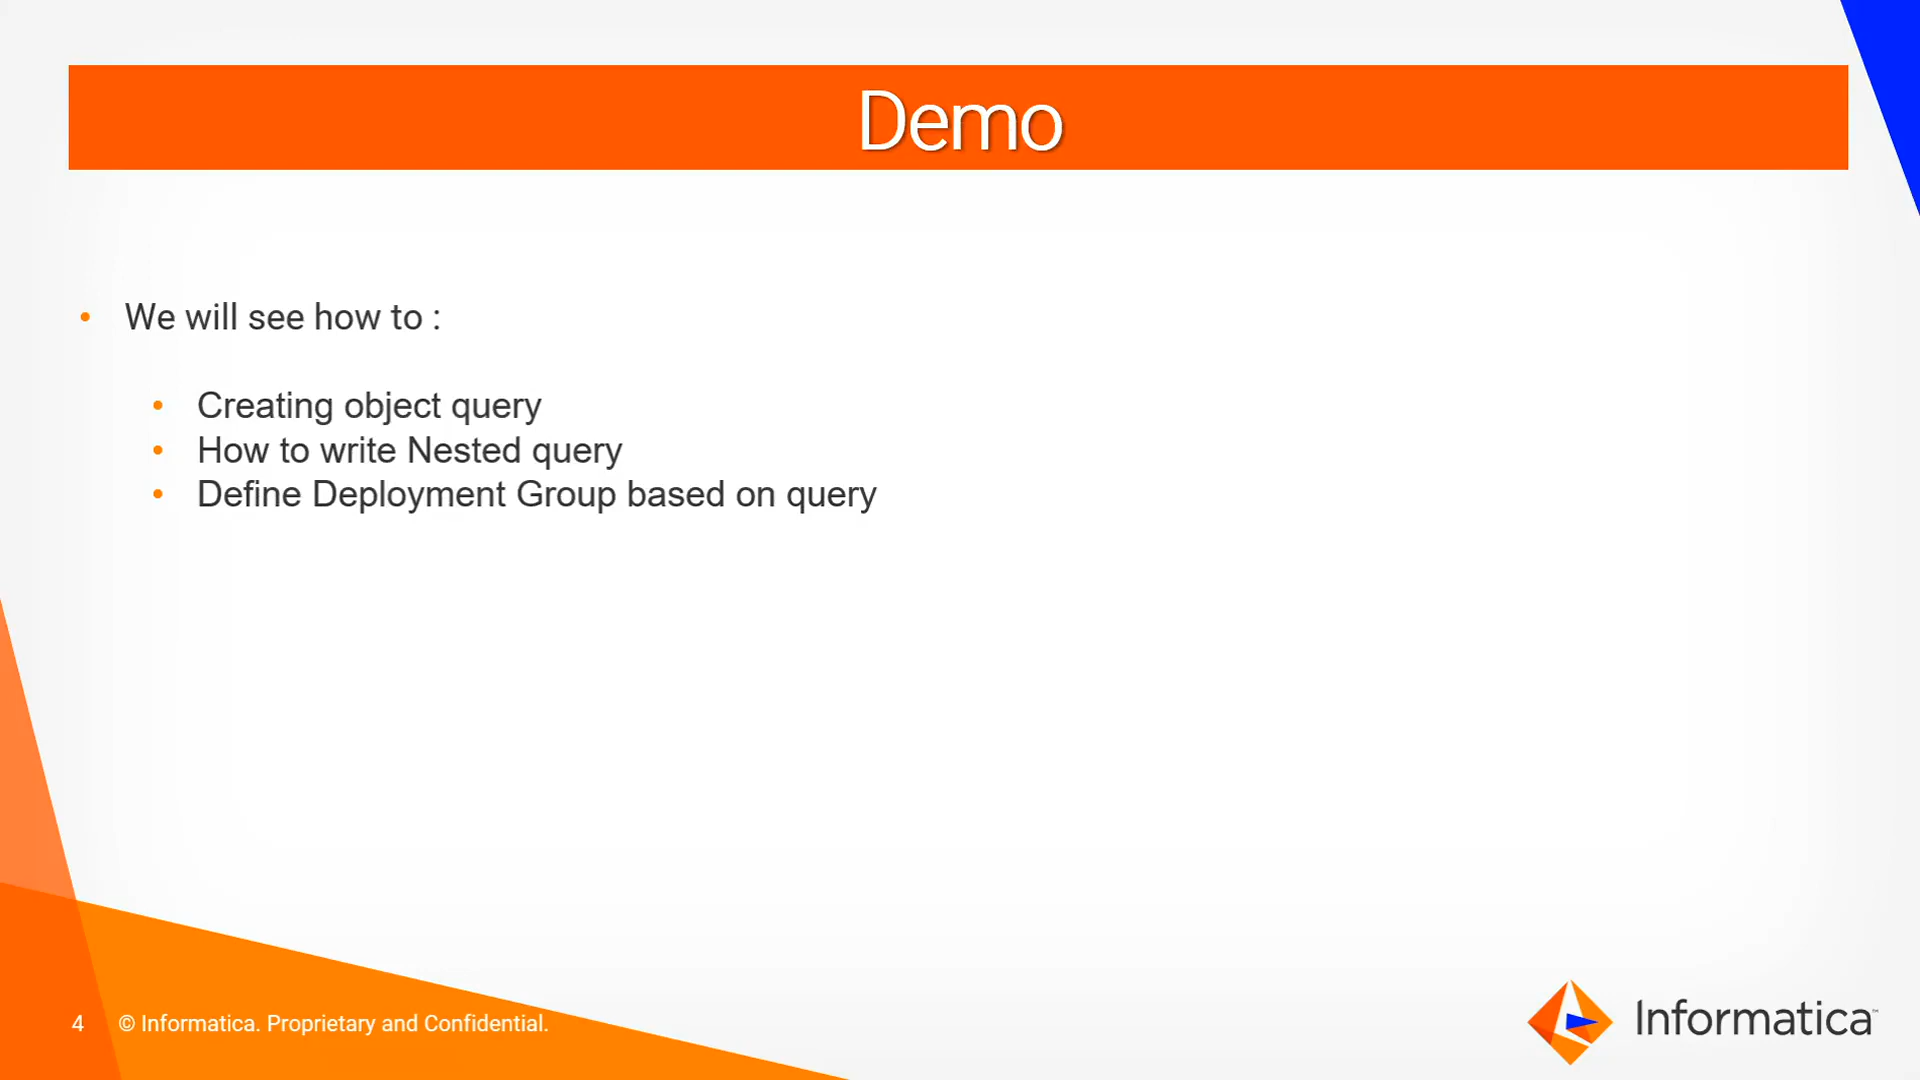 Demo
• We will see how to :
• Creating object query
• How to write Nested query
• Define Deployment Group based on query
4 © Informatica. Proprietary and Confidential.
Informatica™